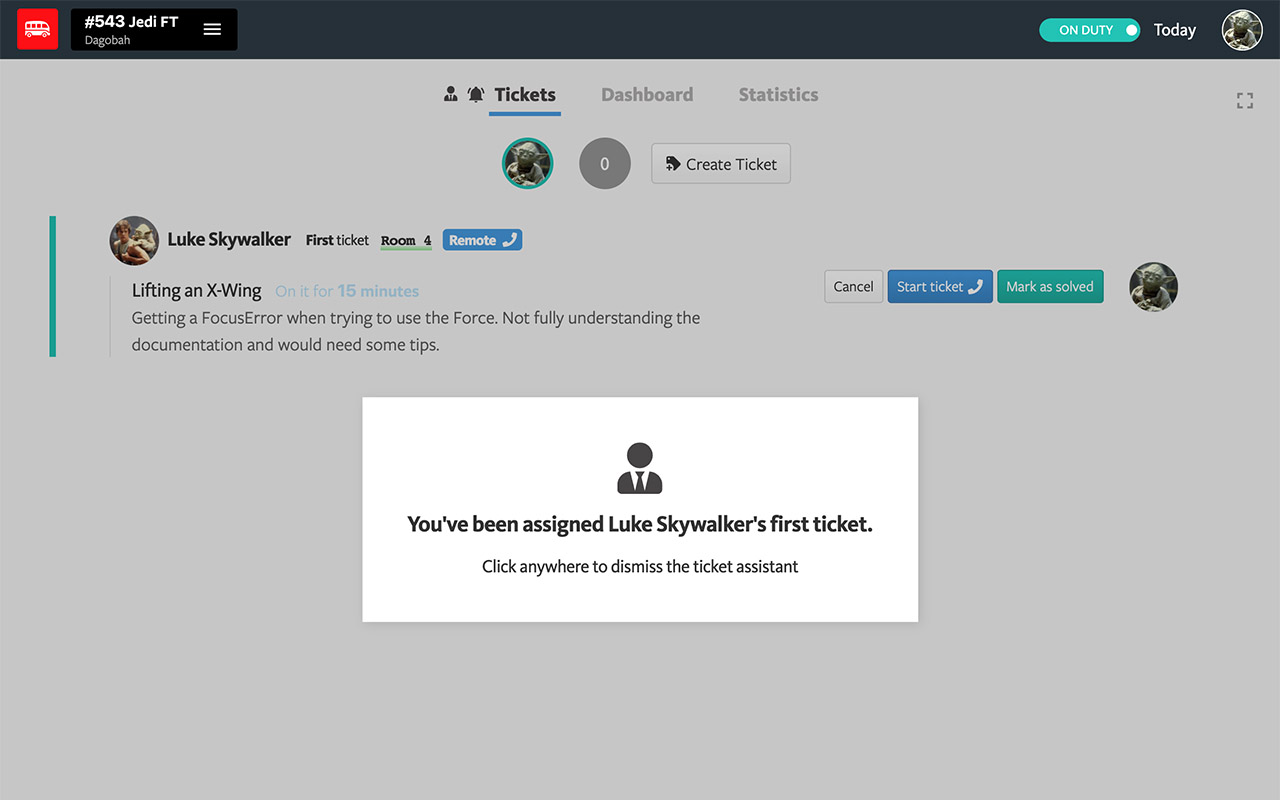 #543 Jedi FT
Dagobah
ON DUTY
Today
Tickets
Dashboard
Statistics
0
Create Ticket
Luke Skywalker
First ticket
Room 4
Remote
Lifting an X-Wing
On it for 15 minutes
Getting a FocusError when trying to use the Force. Not fully understanding the
documentation and would need some tips.
Cancel
Start ticket
Mark as solved
You've been assigned Luke Skywalker's first ticket.
Click anywhere to dismiss the ticket assistant